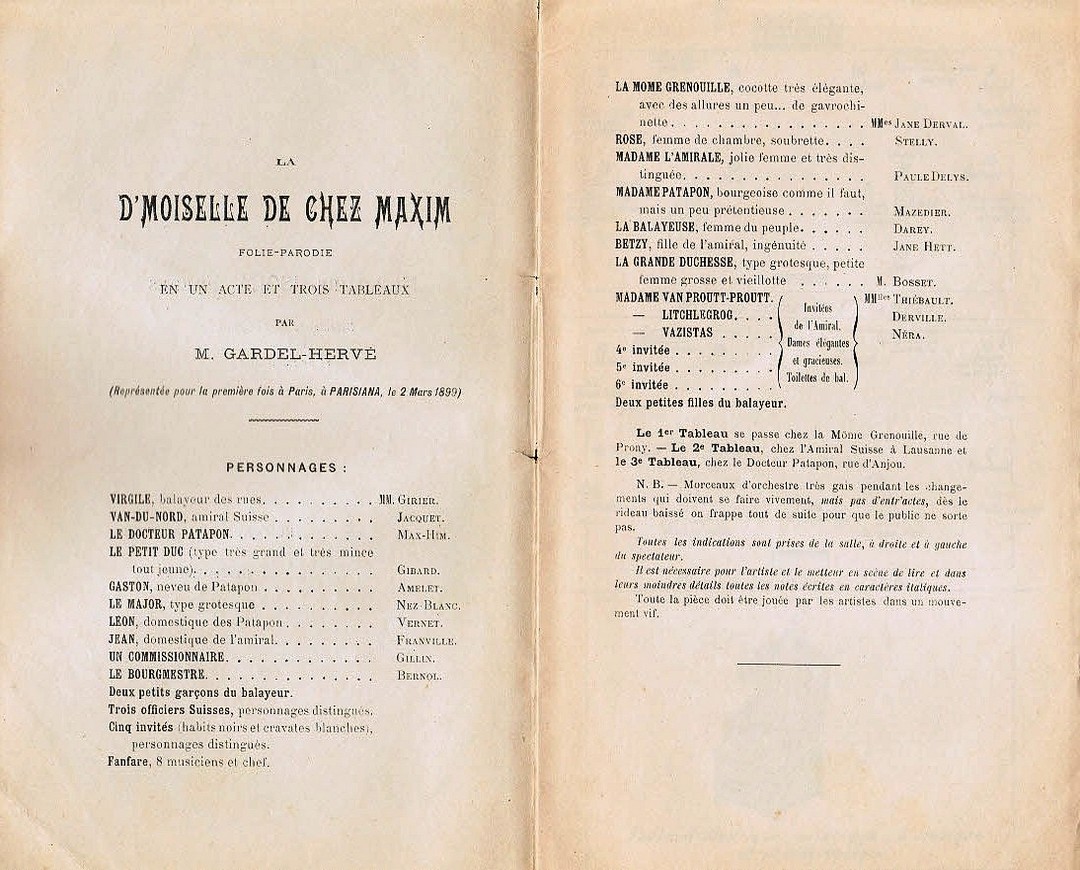 LA
D'MOISELLE DE CHEZ MAXIM
FOLIE-PARODIE
EN UN ACTE ET TROIS TABLEAUX
PAR
M. GARDEL-HERVÉ
(Représentée pour la première fois à Paris, à PARISIANA, le 2 Mars 1899)
PERSONNAGES :
VIRGILE, balayeur des rues. . . . . . . . . . MM. GIRIER.
VAN-DU-NORD, amiral Suisse . . . . . . . . . JACQUET.
LE DOCTEUR PATAPON. . . . . . . . . . . . . MAX-HIM.
LE PETIT DUC (type très grand et très mince
tout jeune). . . . . . . . . . . . . . . GIBARD.
GASTON, neveu de Patapon . . . . . . . . . . AMELET.
LE MAJOR, type grotesque . . . . . . . . . . NEZ-BLANC.
LÉON, domestique des Patapon . . . . . . . . VERNET.
JEAN, domestique de l'amiral. . . . . . . . . FRANVILLE.
UN COMMISSIONNAIRE. . . . . . . . . . . . . GILLIN.
LE BOURGMESTRE. . . . . . . . . . . . . . . BERNOL.
Deux petits garçons du balayeur.
Trois officiers Suisses, personnages distingués.
Cinq invités (habits noirs et cravates blanches),
personnages distingués.
Fanfare, 8 musiciens et chef.
LA MOME GRENOUILLE, cocotte très élégante,
avec des allures un peu... de gavrochi-
nette . . . . . . . . . . . . . . . . MMes JANE DERVAL.
ROSE, femme de chambre, soubrette. . . . STELLY.
MADAME L'AMIRALE, jolie femme et très dis-
tinguée. . . . . . . . . . . . . . . PAULE DELYS.
MADAME PATAPON, bourgeoise comme il faut,
mais un peu prétentieuse . . . . . . . MAZEDIER.
LA BALAYEUSE, femme du peuple. . . . . . DAREY.
BETZY, fille de l'amiral, ingénuité . . . . . JANE HETT.
LA GRANDE DUCHESSE, type grotesque, petite
femme grosse et vieillotte . . . . . . M. BOSSET.
MADAME VAN PROUTT-PROUTT. MMlles THIÉBAULT.
— LITCHLEGROG. . . . DERVILLE.
— VAZISTAS . . . . . NÉRA.
4e invitée . . . . . . . . .
5e invitée . . . . . . . . .
6e invitée . . . . . . . . .
Invitées
de l'Amiral.
Dames élégantes
et gracieuses.
Toilettes de bal.
Deux petites filles du balayeur.
Le 1er Tableau se passe chez la Môme Grenouille, rue de
Prony. — Le 2e Tableau, chez l'Amiral Suisse à Lausanne et
le 3e Tableau, chez le Docteur Patapon, rue d'Anjou.
N. B. — Morceaux d'orchestre très gais pendant les change-
ments qui doivent se faire vivement, mais pas d'entr'actes, dès le
rideau baissé on frappe tout de suite pour que le public ne sorte
pas.
Toutes les indications sont prises de la salle, à droite et à gauche
du spectateur.
Il est nécessaire pour l'artiste et le metteur en scène de lire et dans
leurs moindres détails toutes les notes écrites en caractères italiques.
Toute la pièce doit être jouée par les artistes dans un mouve-
ment vif.